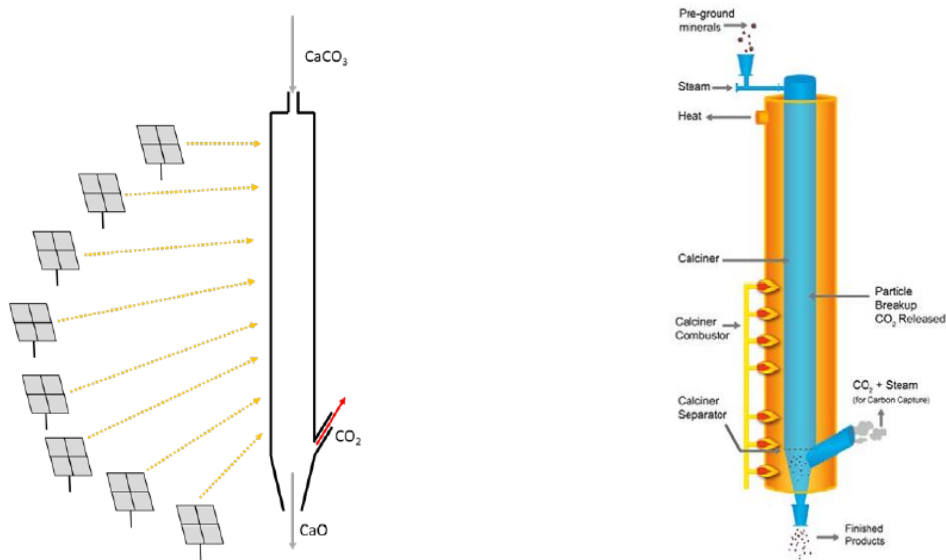 CaCO₃
CO₂
CaO
Pre-ground
minerals
Steam
Heat
Calciner
Particle
Breakup
CO₂ Released
Calciner
Combustor
CO₂ + Steam
(for Carbon Capture)
Calciner
Separator
Finished
Products